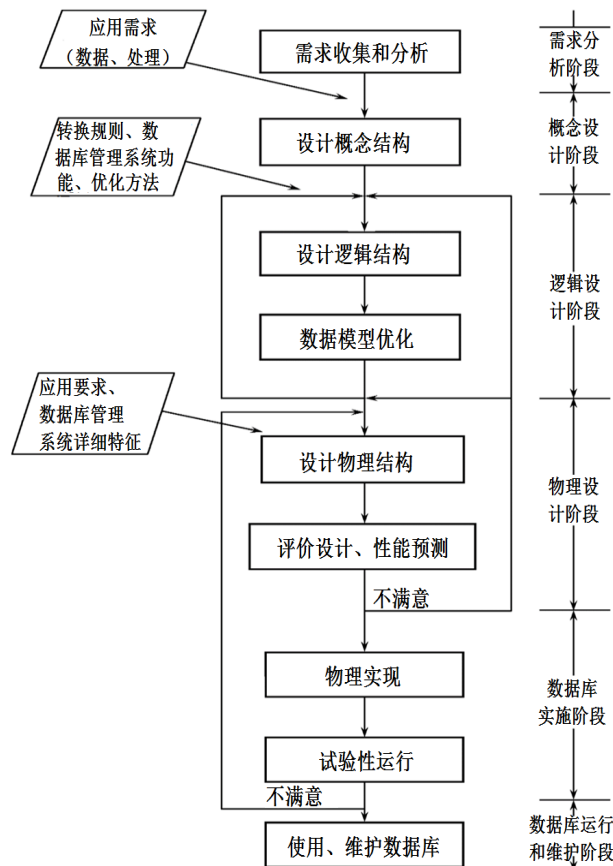 应用需求
（数据、处理）
需求收集和分析
需求分
析阶段
转换规则、数
据库管理系统功
能、优化方法
设计概念结构
概念设
计阶段
设计逻辑结构
数据模型优化
逻辑设
计阶段
应用要求、
数据库管理
系统详细特征
设计物理结构
评价设计、性能预测
不满意
物理设
计阶段
物理实现
试验性运行
不满意
数据库
实施阶段
使用、维护数据库
数据库运行
和维护阶段